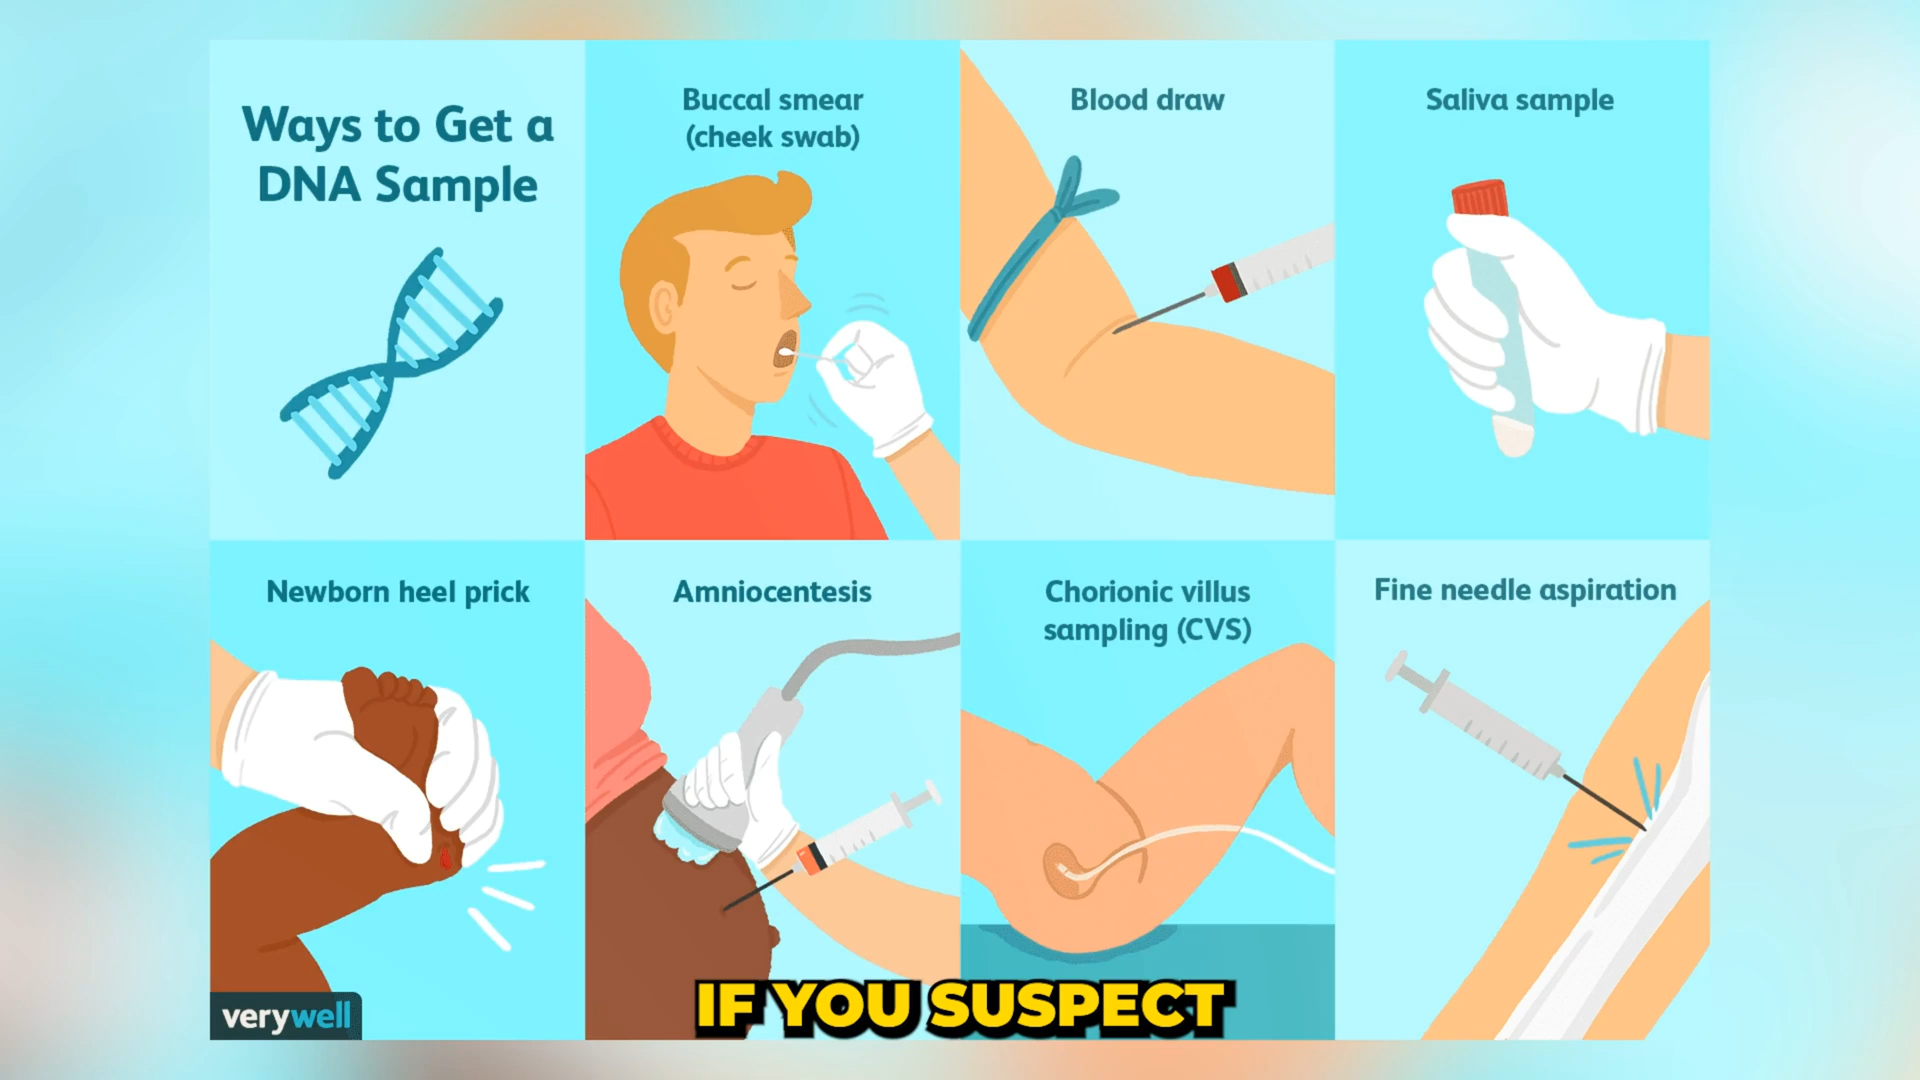 Ways to Get a
DNA Sample
Buccal smear
(cheek swab)
Blood draw
Saliva sample
Newborn heel prick
Amniocentesis
Chorionic villus
sampling (CVS)
Fine needle aspiration
verywell
IF YOU SUSPECT